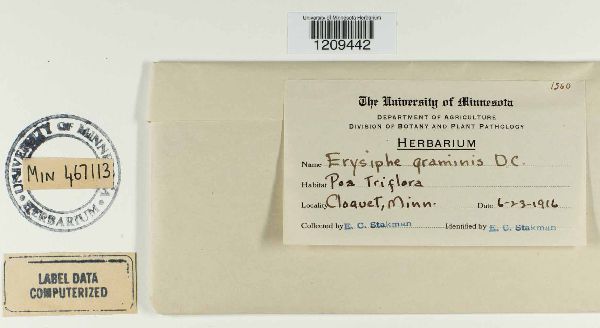 University of Minnesota Herbarium
1209442
1560
The University of Minnesota
DEPARTMENT OF AGRICULTURE
DIVISION OF BOTANY AND PLANT PATHOLOGY
HERBARIUM
Name Erysiphe graminis DC.
Habitat Poa Triflora
Locality Cloquet, Minn. Date 6-23-1916
Collected by E. C. Stakman Identified by E. C. Stakman
UNIVERSITY OF MINNESOTA
MIN 467113
HERBARIUM
LABEL DATA
COMPUTERIZED